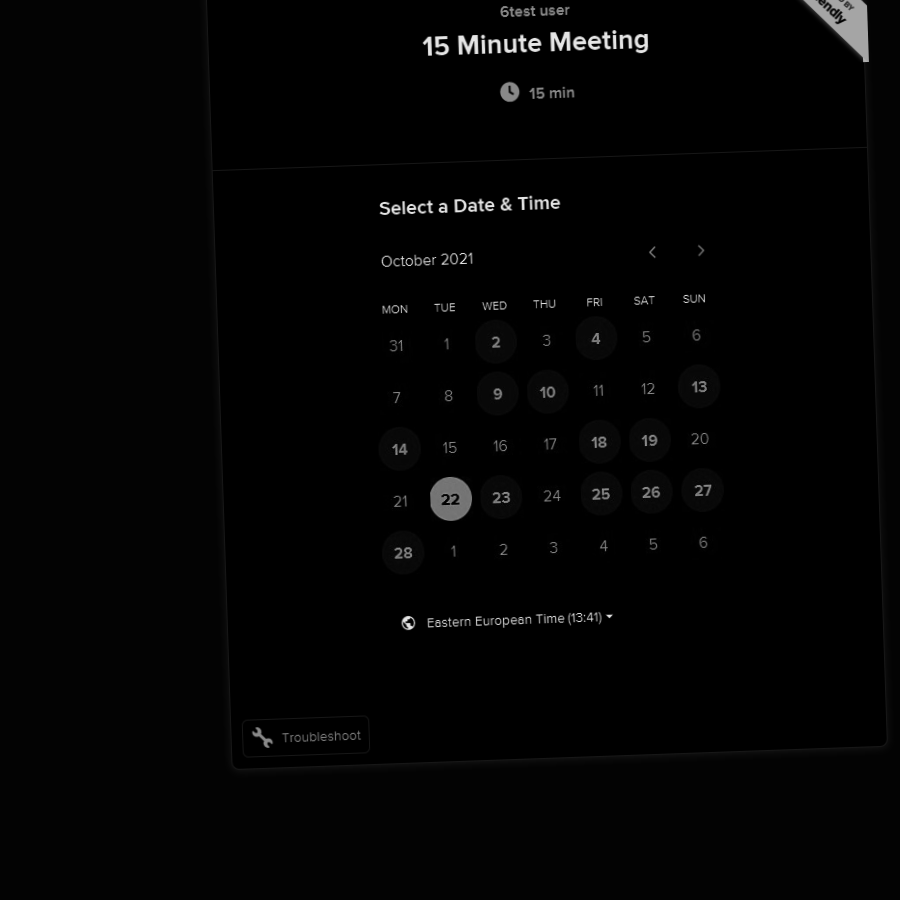 6test user
15 Minute Meeting
15 min
Select a Date & Time
October 2021
MON TUE WED THU FRI SAT SUN
31 1 2 3 4 5 6
7 8 9 10 11 12 13
14 15 16 17 18 19 20
21 22 23 24 25 26 27
28 1 2 3 4 5 6
Eastern European Time (13:41)
Troubleshoot